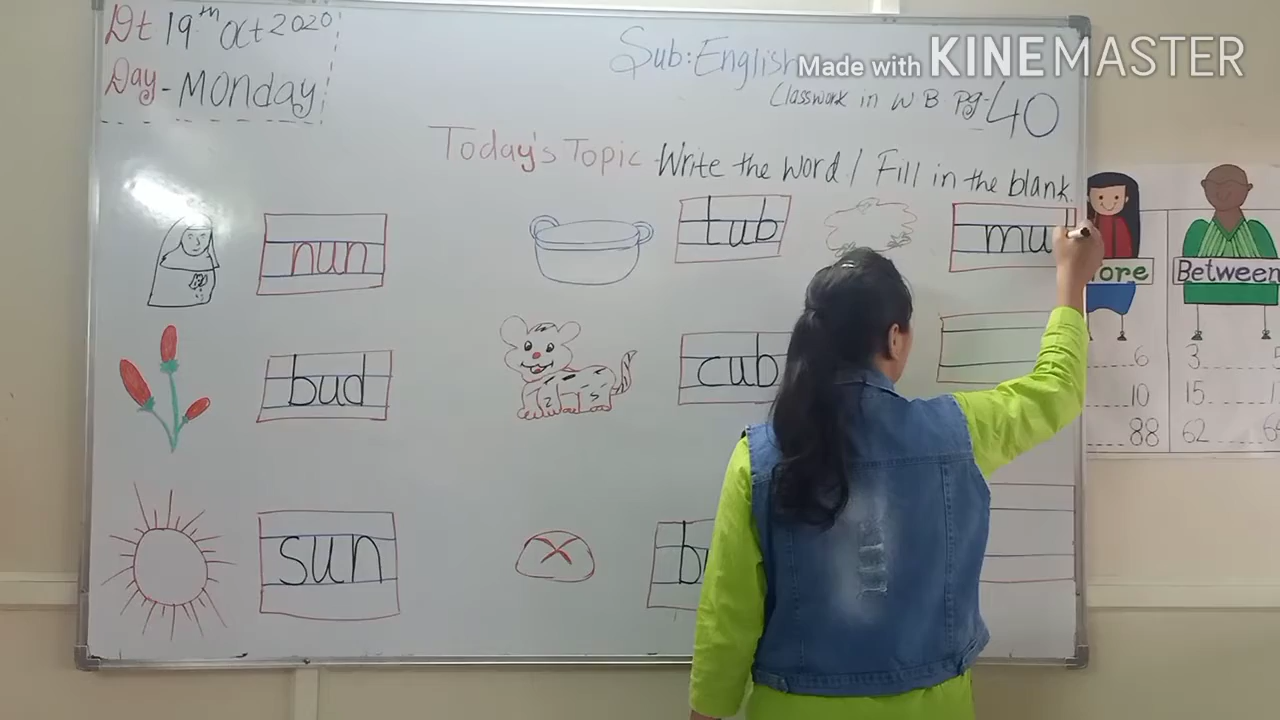 Dt 19th Oct 2020
Day - Monday
Sub: English
Made with KINEMASTER
Classwork in W B Pg - 40
Today's Topic - Write the word / Fill in the blank.
nun
tub
mu
bud
cub
sun
Between
6
10
88
3
15
62